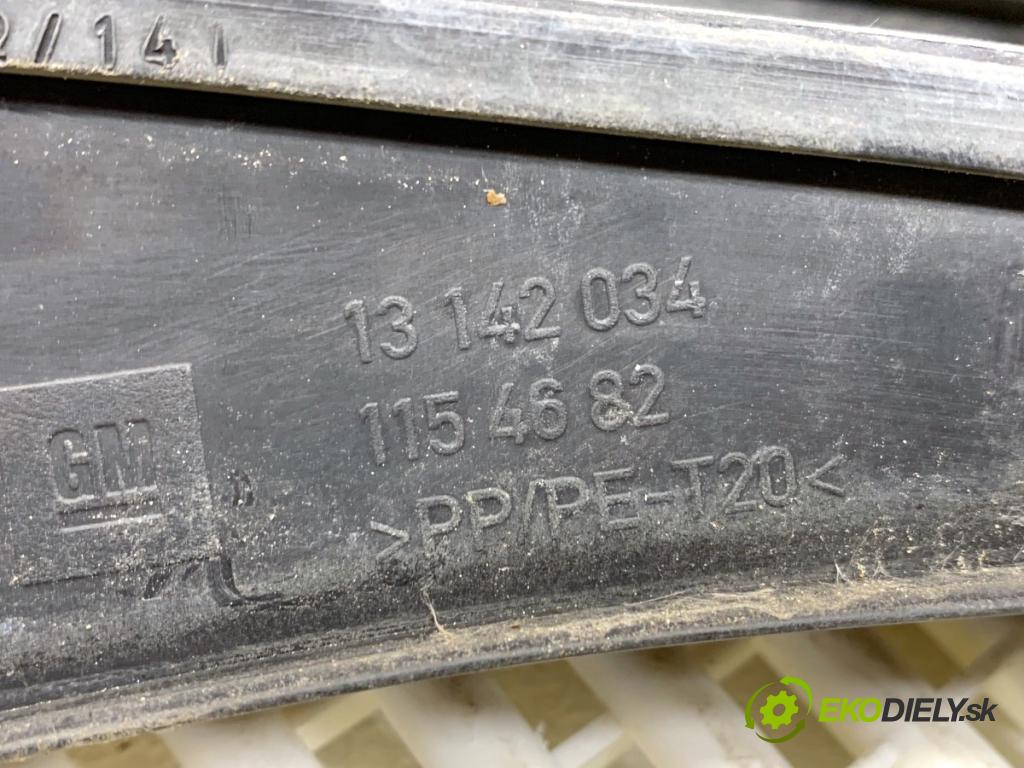 2/141
13 142 034
115 46 82
GM
>PP/PE-T20<
EKODIELY.sk